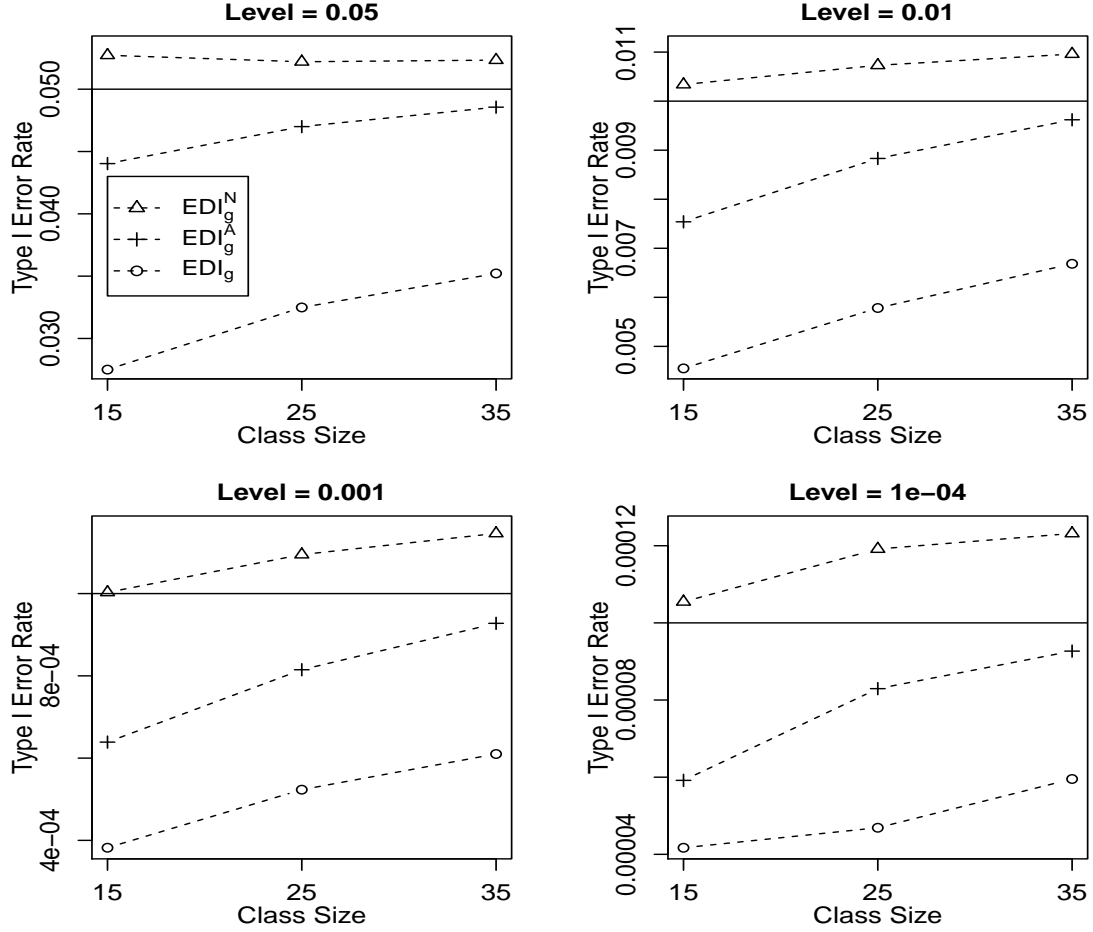 Level = 0.05
Type I Error Rate
0.050
0.040
0.030
EDI_g^N
EDI_g^A
EDI_g
15 25 35
Class Size
Level = 0.01
Type I Error Rate
0.011
0.009
0.007
0.005
15 25 35
Class Size
Level = 0.001
Type I Error Rate
8e−04
4e−04
15 25 35
Class Size
Level = 1e−04
Type I Error Rate
0.00012
0.00008
0.00004
15 25 35
Class Size